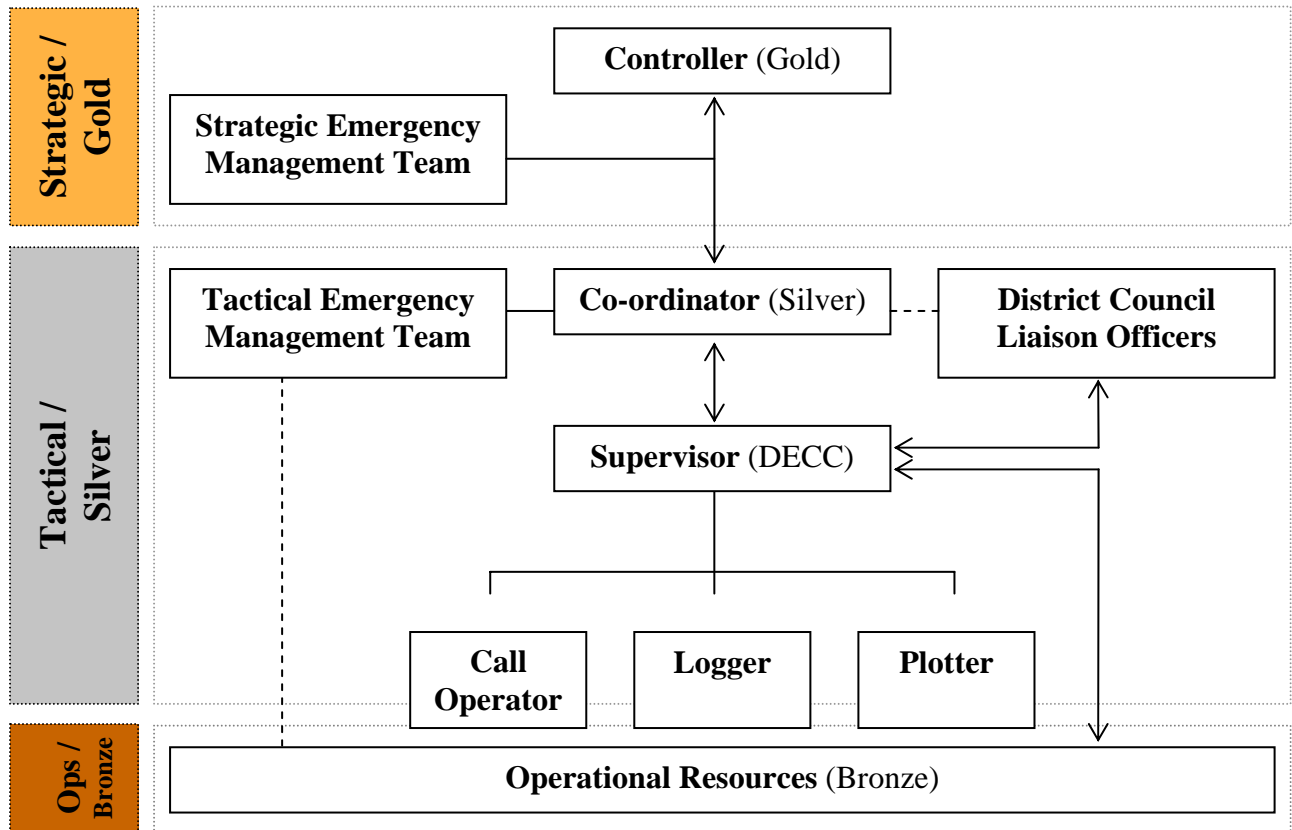 Strategic /
Gold
Controller (Gold)
Strategic Emergency
Management Team
Tactical /
Silver
Tactical Emergency
Management Team
Co-ordinator (Silver)
District Council
Liaison Officers
Supervisor (DECC)
Call
Operator
Logger
Plotter
Ops /
Bronze
Operational Resources (Bronze)